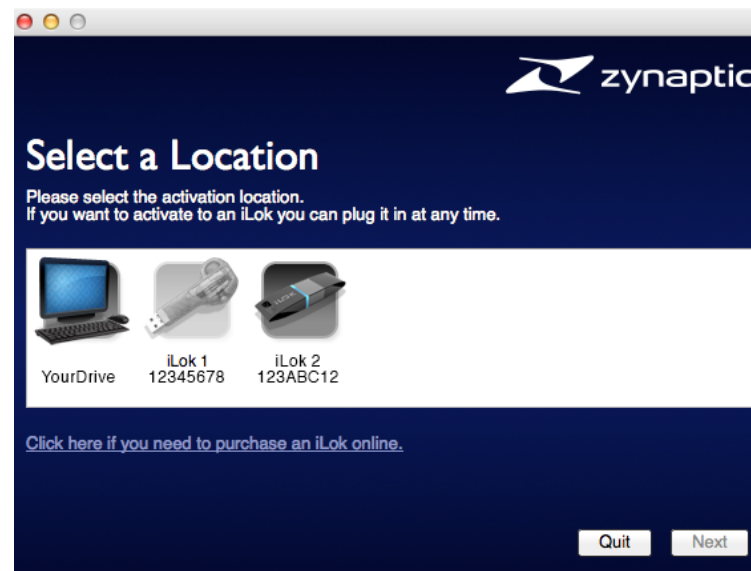 zynaptic
Select a Location
Please select the activation location.
If you want to activate to an iLok you can plug it in at any time.
YourDrive
iLok 1
12345678
iLok 2
123ABC12
Click here if you need to purchase an iLok online.
Quit
Next